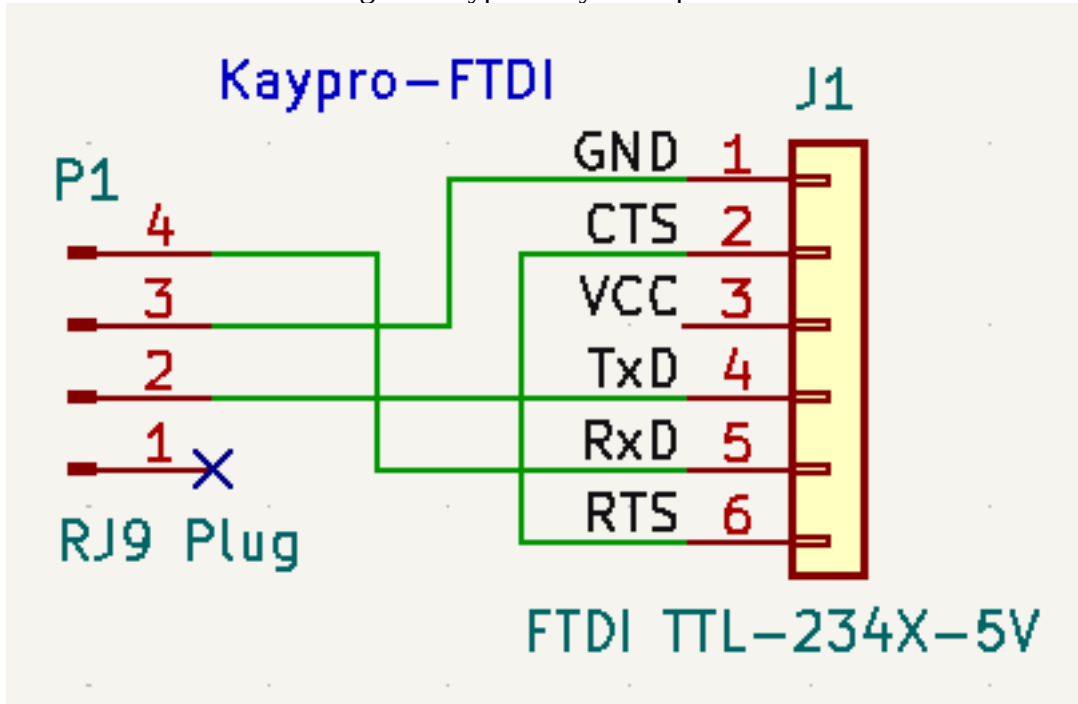 Kaypro-FTDI
J1
P1
GND 1
CTS 2
VCC 3
TxD 4
RxD 5
RTS 6
4
3
2
1
RJ9 Plug
FTDI TTL-234X-5V